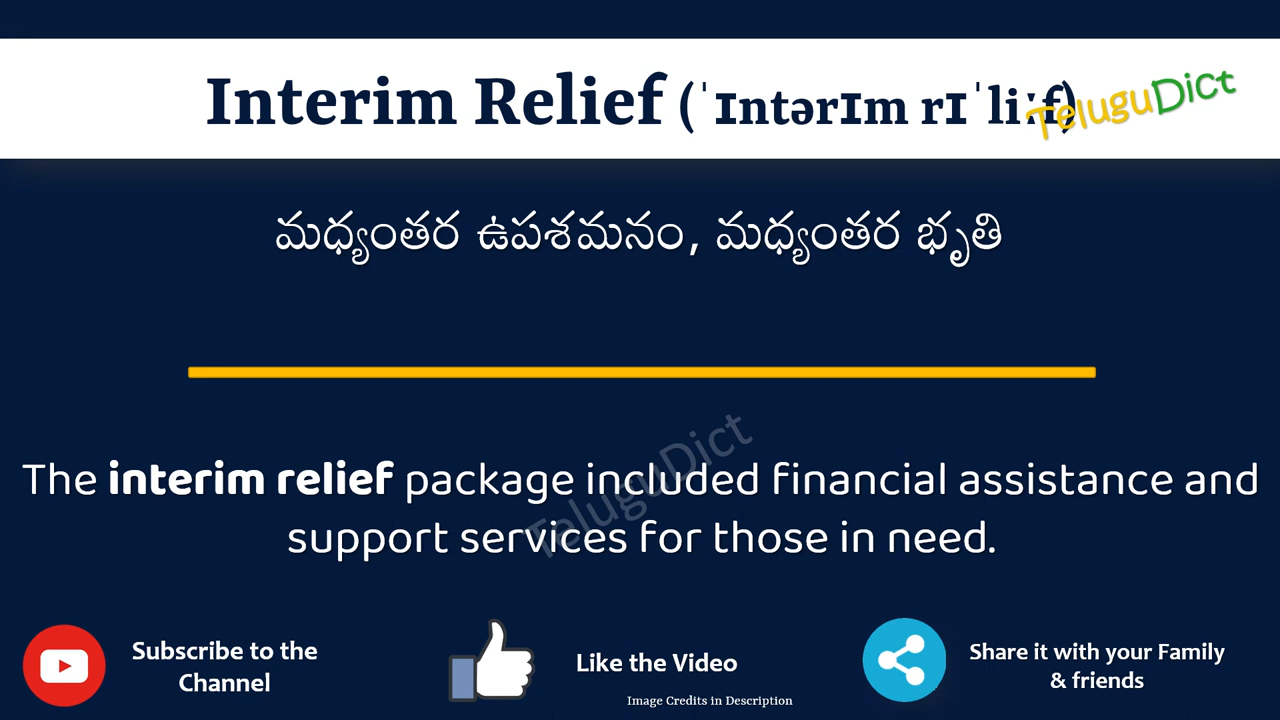 Interim Relief (ˈɪntərɪm rɪˈliːf)
TeluguDict
మధ్యంతర ఉపశమనం, మధ్యంతర భృతి
The interim relief package included financial assistance and
support services for those in need.
TeluguDict
Subscribe to the
Channel
Like the Video
Share it with your Family
& friends
Image Credits in Description